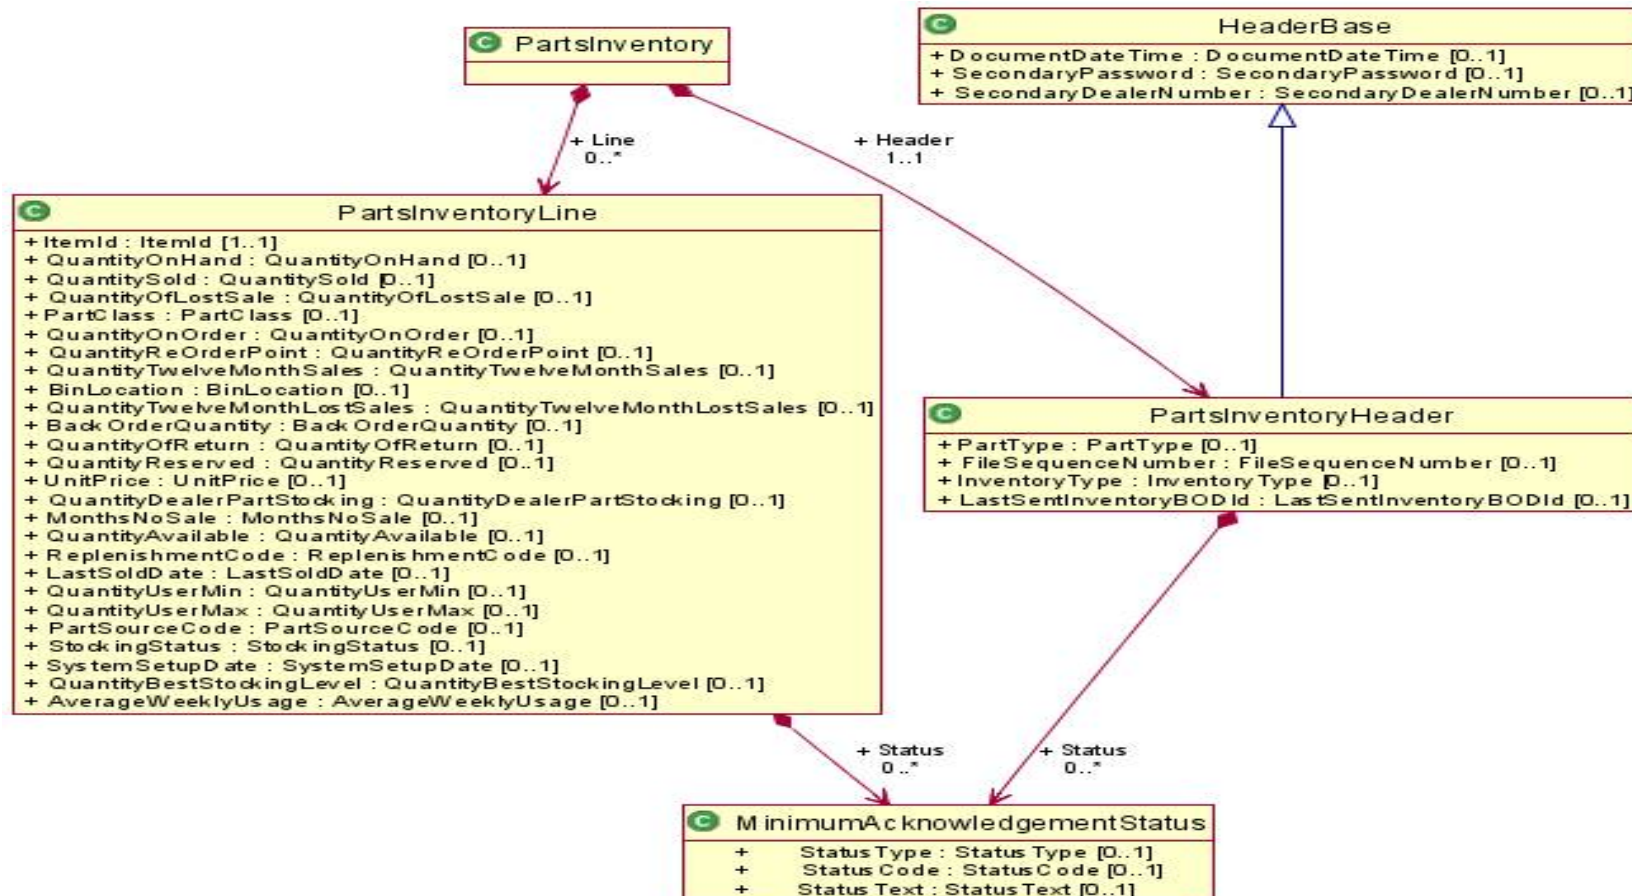 C PartsInventory
C HeaderBase
+ DocumentDateTime : DocumentDateTime [0..1]
+ SecondaryPassword : SecondaryPassword [0..1]
+ SecondaryDealerNumber : SecondaryDealerNumber [0..1]
+ Line
0..*
+ Header
1..1
C PartsInventoryLine
+ ItemId : ItemId [1..1]
+ QuantityOnHand : QuantityOnHand [0..1]
+ QuantitySold : QuantitySold [0..1]
+ QuantityOfLostSale : QuantityOfLostSale [0..1]
+ PartClass : PartClass [0..1]
+ QuantityOnOrder : QuantityOnOrder [0..1]
+ QuantityReOrderPoint : QuantityReOrderPoint [0..1]
+ QuantityTwelveMonthSales : QuantityTwelveMonthSales [0..1]
+ BinLocation : BinLocation [0..1]
+ QuantityTwelveMonthLostSales : QuantityTwelveMonthLostSales [0..1]
+ BackOrderQuantity : BackOrderQuantity [0..1]
+ QuantityOfReturn : QuantityOfReturn [0..1]
+ QuantityReserved : QuantityReserved [0..1]
+ UnitPrice : UnitPrice [0..1]
+ QuantityDealerPartStocking : QuantityDealerPartStocking [0..1]
+ MonthsNoSale : MonthsNoSale [0..1]
+ QuantityAvailable : QuantityAvailable [0..1]
+ ReplenishmentCode : ReplenishmentCode [0..1]
+ LastSoldDate : LastSoldDate [0..1]
+ QuantityUserMin : QuantityUserMin [0..1]
+ QuantityUserMax : QuantityUserMax [0..1]
+ PartSourceCode : PartSourceCode [0..1]
+ StockingStatus : StockingStatus [0..1]
+ SystemSetupDate : SystemSetupDate [0..1]
+ QuantityBestStockingLevel : QuantityBestStockingLevel [0..1]
+ AverageWeeklyUsage : AverageWeeklyUsage [0..1]
C PartsInventoryHeader
+ PartType : PartType [0..1]
+ FileSequenceNumber : FileSequenceNumber [0..1]
+ InventoryType : InventoryType [0..1]
+ LastSentInventoryBODId : LastSentInventoryBODId [0..1]
+ Status
0..*
+ Status
0..*
C MinimumAcknowledgementStatus
+ StatusType : StatusType [0..1]
+ StatusCode : StatusCode [0..1]
+ StatusText : StatusText [0..1]